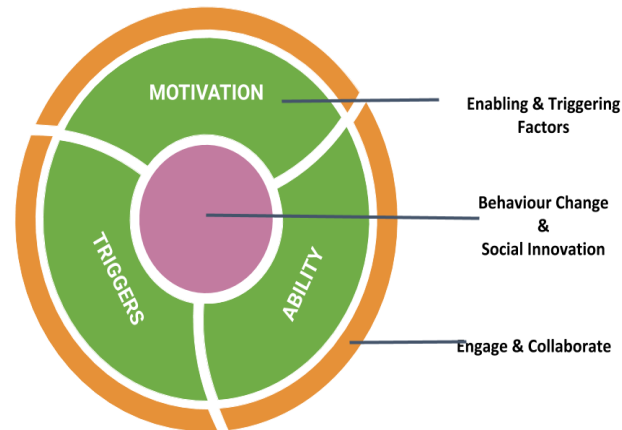 MOTIVATION
Enabling & Triggering
Factors
Behaviour Change
&
Social Innovation
TRIGGERS
ABILITY
Engage & Collaborate